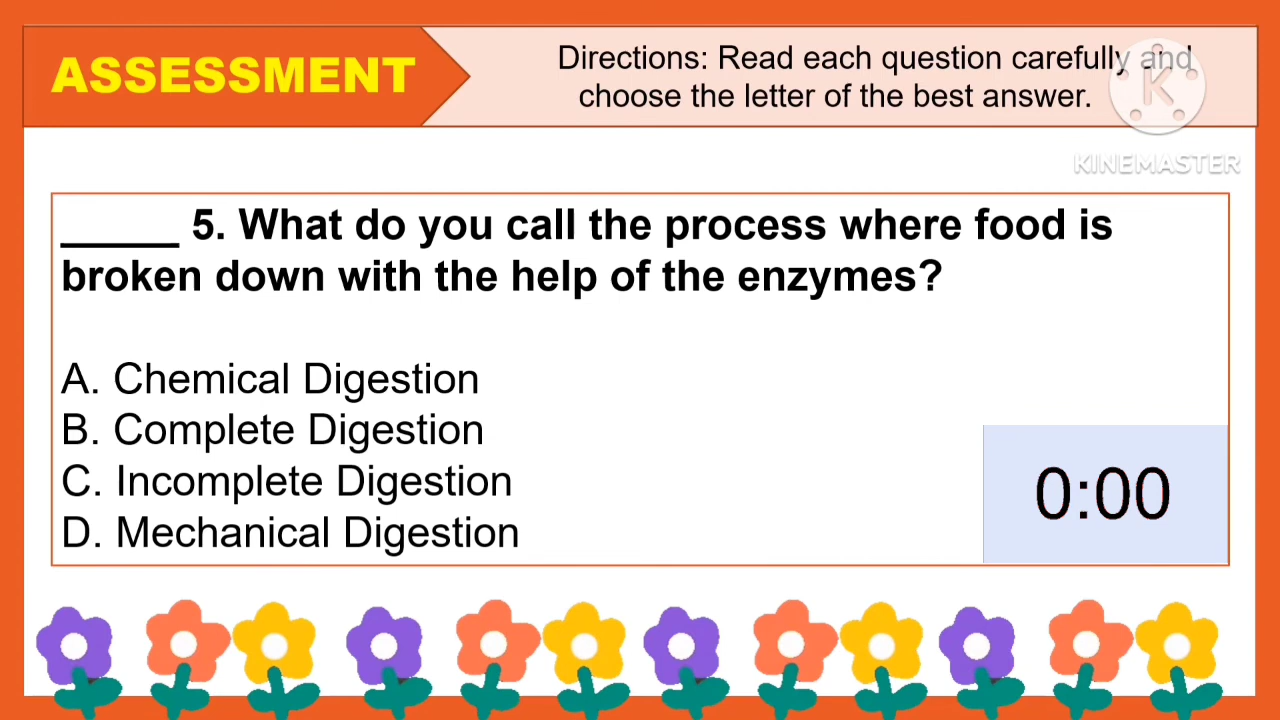 ASSESSMENT
Directions: Read each question carefully and
choose the letter of the best answer.
K
KINEMASTER
_____ 5. What do you call the process where food is
broken down with the help of the enzymes?
A. Chemical Digestion
B. Complete Digestion
C. Incomplete Digestion
D. Mechanical Digestion
0:00